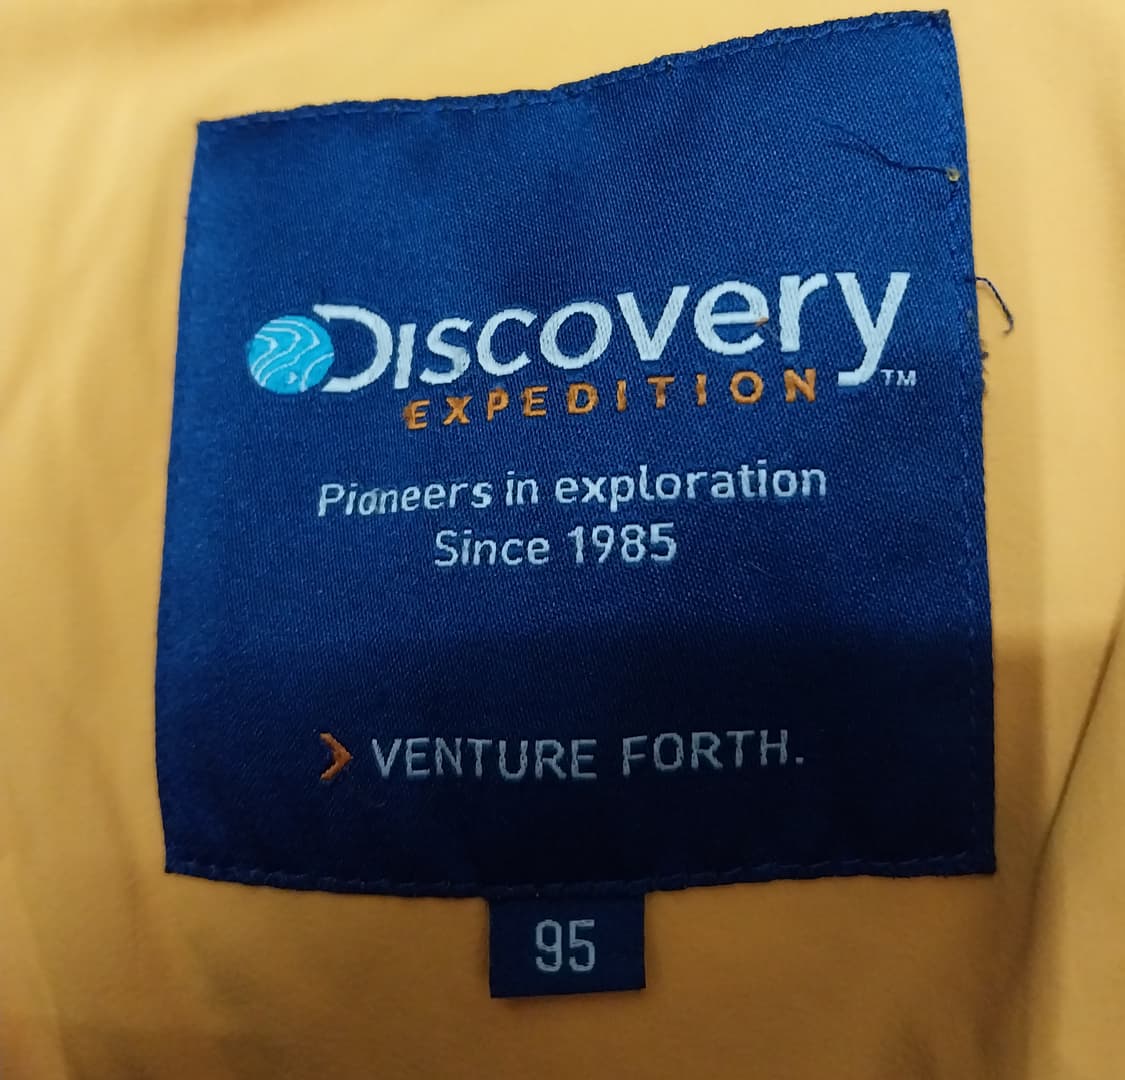 Discovery
EXPEDITION TM
Pioneers in exploration
Since 1985
VENTURE FORTH.
95